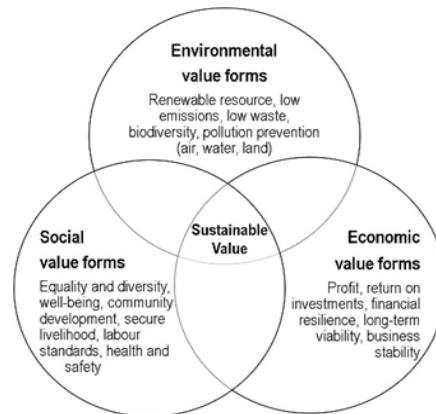 Environmental
value forms
Renewable resource, low
emissions, low waste,
biodiversity, pollution prevention
(air, water, land)
Sustainable
Value
Social
value forms
Equality and diversity,
well-being, community
development, secure
livelihood, labour
standards, health and
safety
Economic
value forms
Profit, return on
investments, financial
resilience, long-term
viability, business
stability